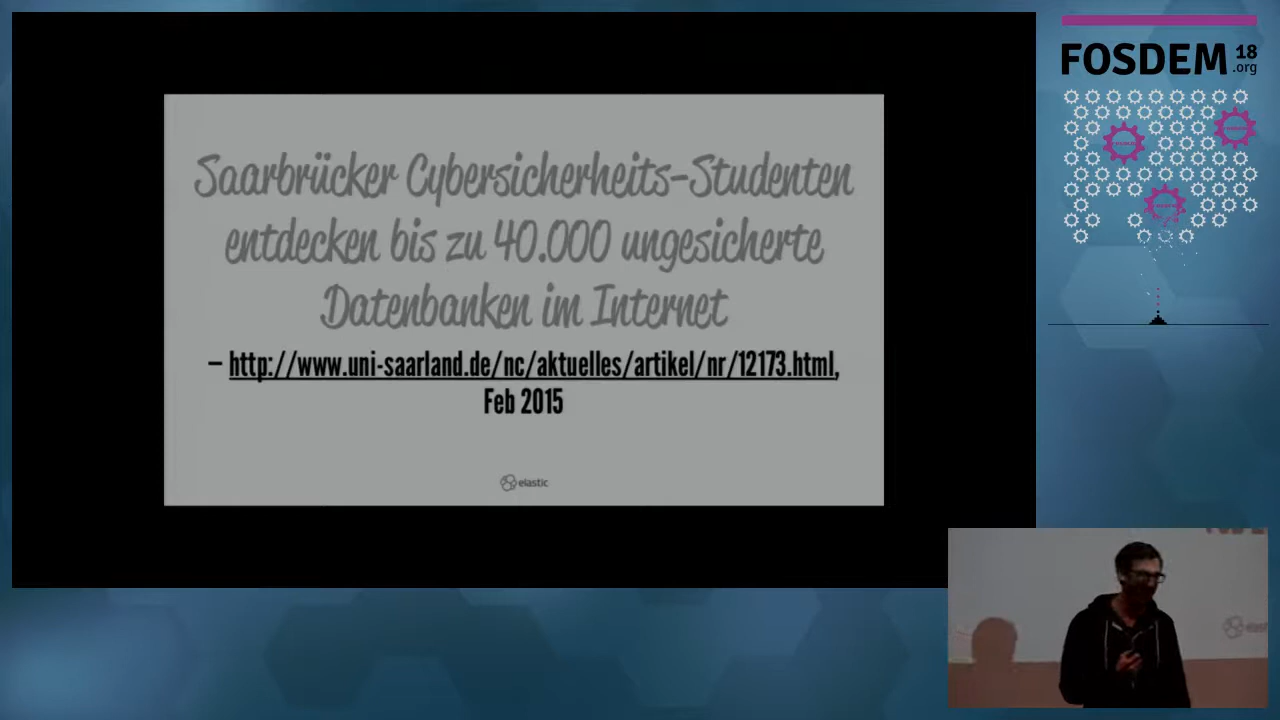 Saarbrücker Cybersicherheits-Studenten
entdecken bis zu 40.000 ungesicherte
Datenbanken im Internet
– http://www.uni-saarland.de/nc/aktuelles/artikel/nr/12173.html,
Feb 2015
elastic
FOSDEM 18
.org